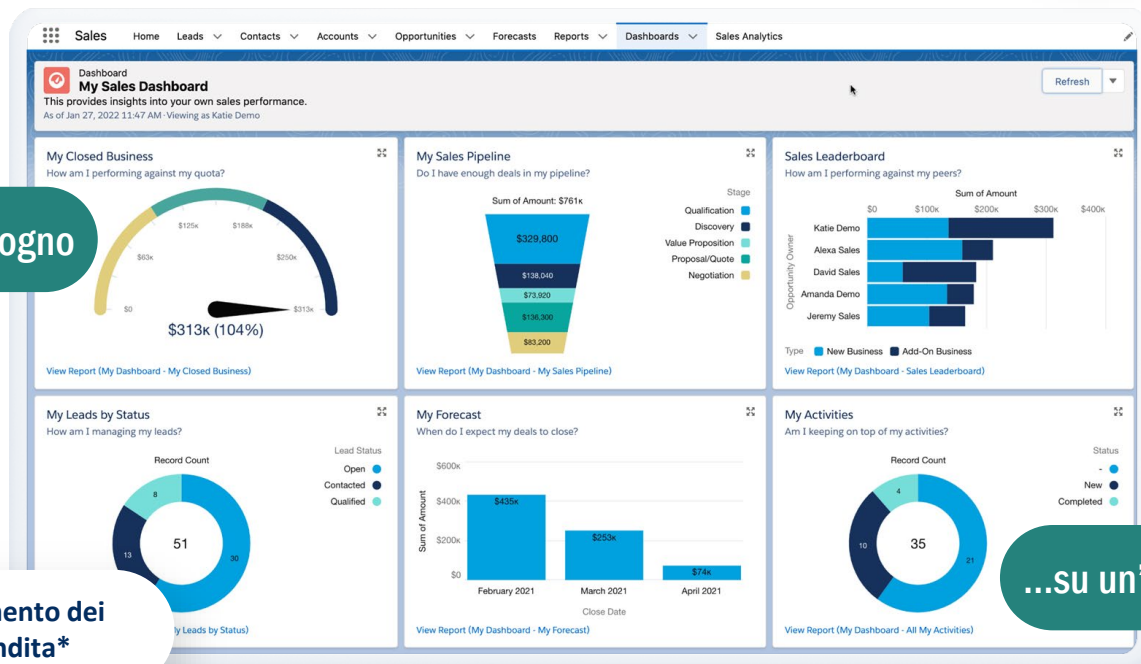 Sales Home Leads Contacts Accounts Opportunities Forecasts Reports Dashboards Sales Analytics
Dashboard
My Sales Dashboard
This provides insights into your own sales performance.
As of Jan 27, 2022 11:47 AM·Viewing as Katie Demo
Refresh
My Closed Business
How am I performing against my quota?
$0
$63K
$125K
$188K
$250K
$313K
$313K (104%)
View Report (My Dashboard - My Closed Business)
My Sales Pipeline
Do I have enough deals in my pipeline?
Sum of Amount: $761K
$329,800
$138,040
$73,920
$136,300
$83,200
Stage
Qualification
Discovery
Value Proposition
Proposal/Quote
Negotiation
View Report (My Dashboard - My Sales Pipeline)
Sales Leaderboard
How am I performing against my peers?
Sum of Amount
$0 $100K $200K $300K $400K
Opportunity Owner
Katie Demo
Alexa Sales
David Sales
Amanda Demo
Jeremy Sales
Type New Business Add-On Business
View Report (My Dashboard - Sales Leaderboard)
ogno
My Leads by Status
How am I managing my leads?
Record Count
8
13
30
51
Lead Status
Open
Contacted
Qualified
ly Leads by Status)
My Forecast
When do I expect my deals to close?
Sum of Amount
$600K
$400K
$200K
$0
$435K
$253K
$74K
February 2021 March 2021 April 2021
Close Date
View Report (My Dashboard - My Forecast)
My Activities
Am I keeping on top of my activities?
Record Count
4
10
21
35
Status
-
New
Completed
View Report (My Dashboard - All My Activities)
...su un'
ento dei
ndita*